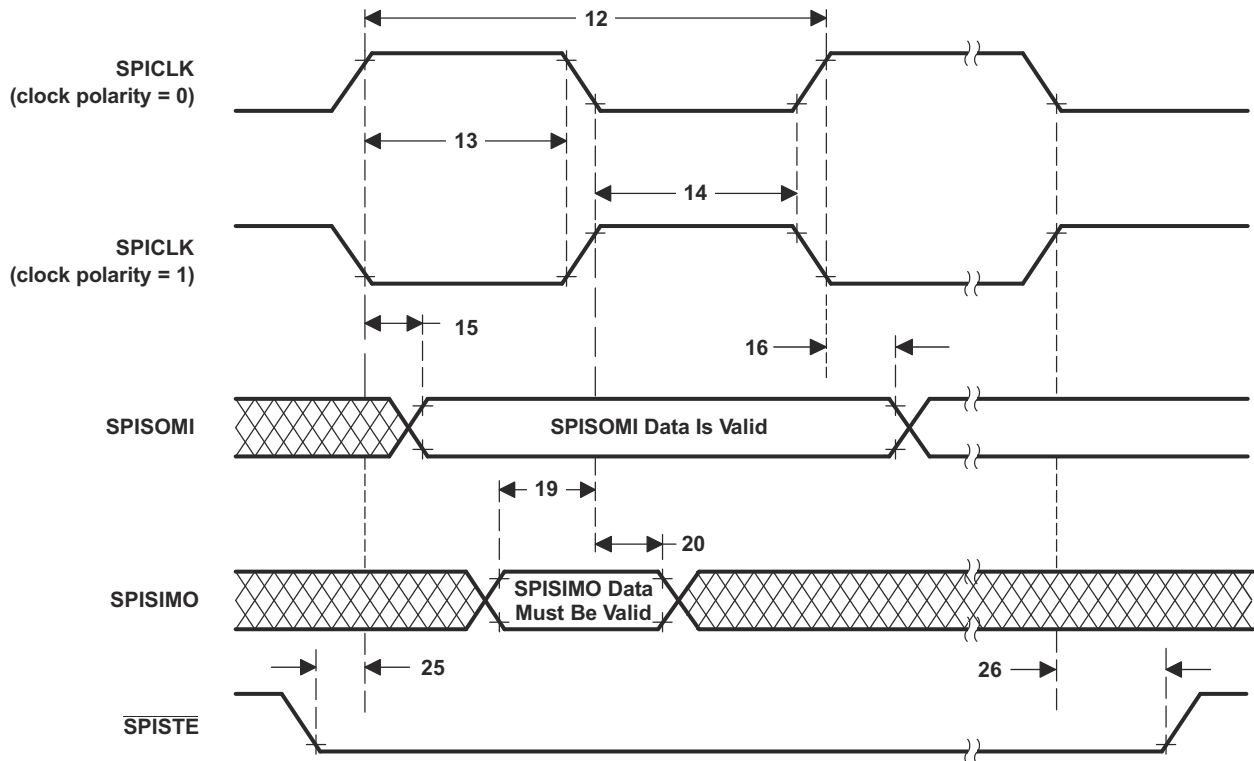 12
SPICLK
(clock polarity = 0)
13
14
SPICLK
(clock polarity = 1)
15
16
SPISOMI
SPISOMI Data Is Valid
19
20
SPISIMO
SPISIMO Data
Must Be Valid
25
26
SPISTE